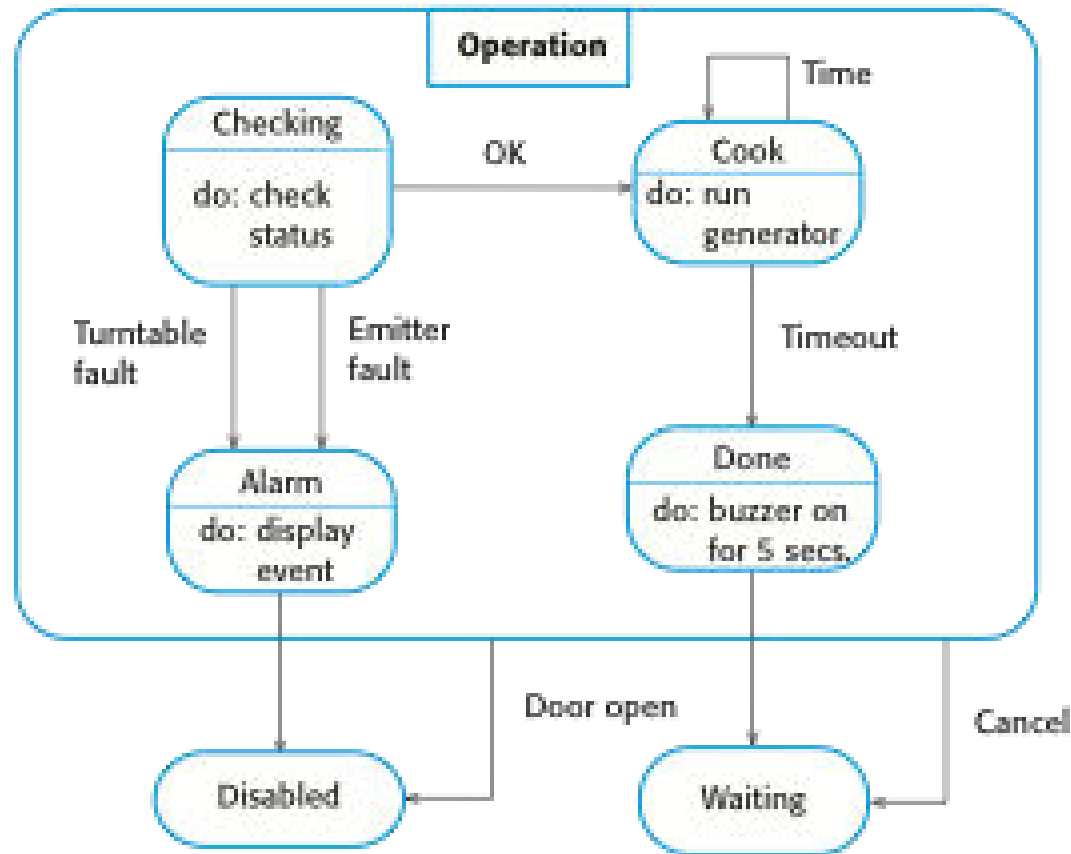 Operation
Time
Checking
OK
Cook
do: check
status
do: run
generator
Turntable
fault
Emitter
fault
Timeout
Alarm
do: display
event
Done
do: buzzer on
for 5 secs.
Door open
Cancel
Disabled
Waiting